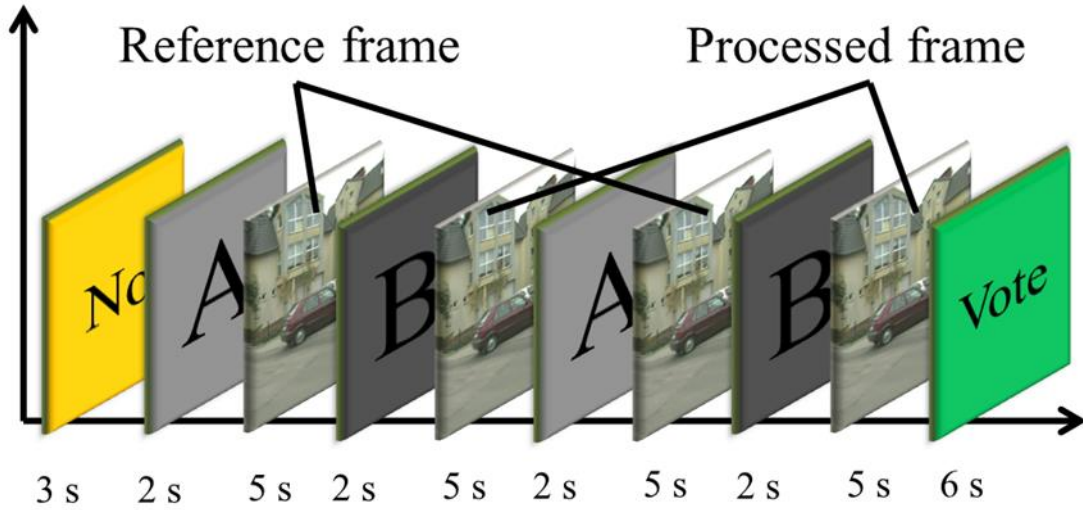 Reference frame
Processed frame
A
B
A
B
Vote
3 s 2 s 5 s 2 s 5 s 2 s 5 s 2 s 5 s 6 s